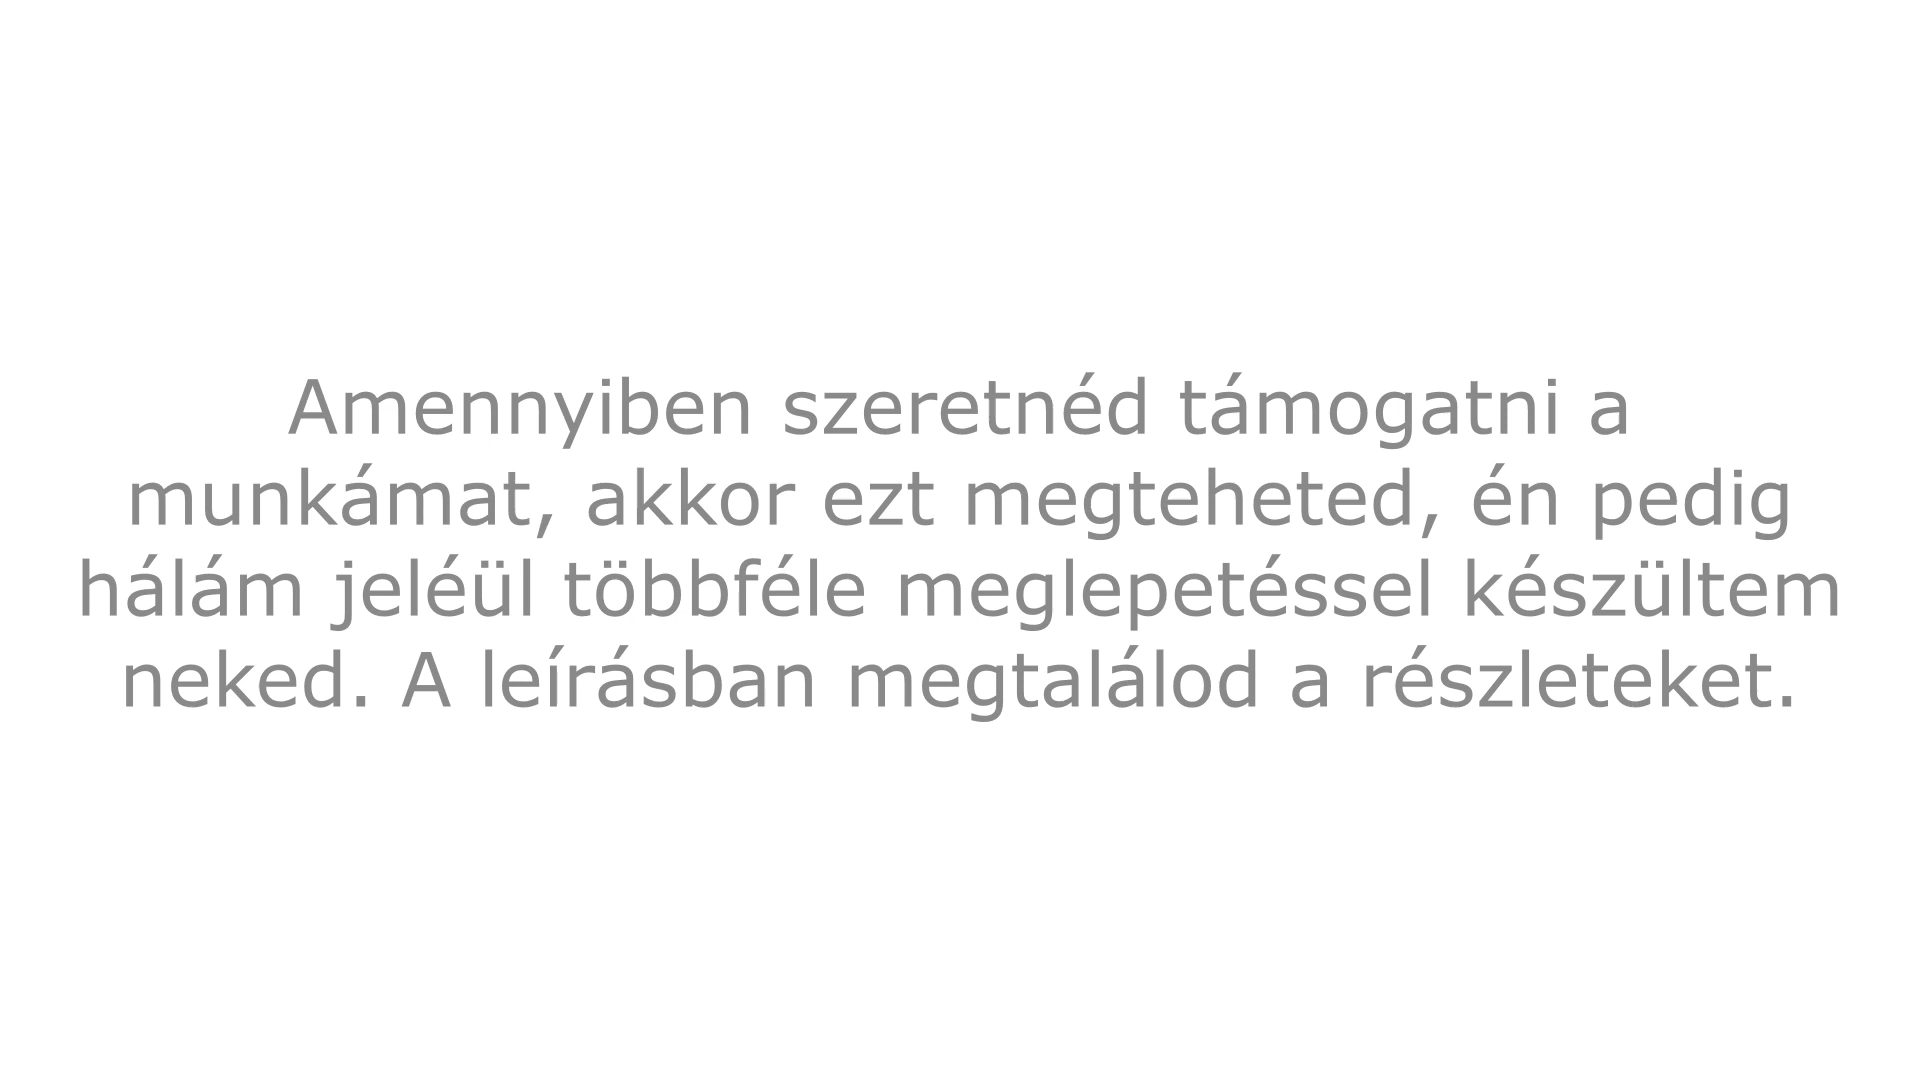 Amennyiben szeretnéd támogatni a
munkámat, akkor ezt megteheted, én pedig
hálám jeléül többféle meglepetéssel készültem
neked. A leírásban megtalálod a részleteket.